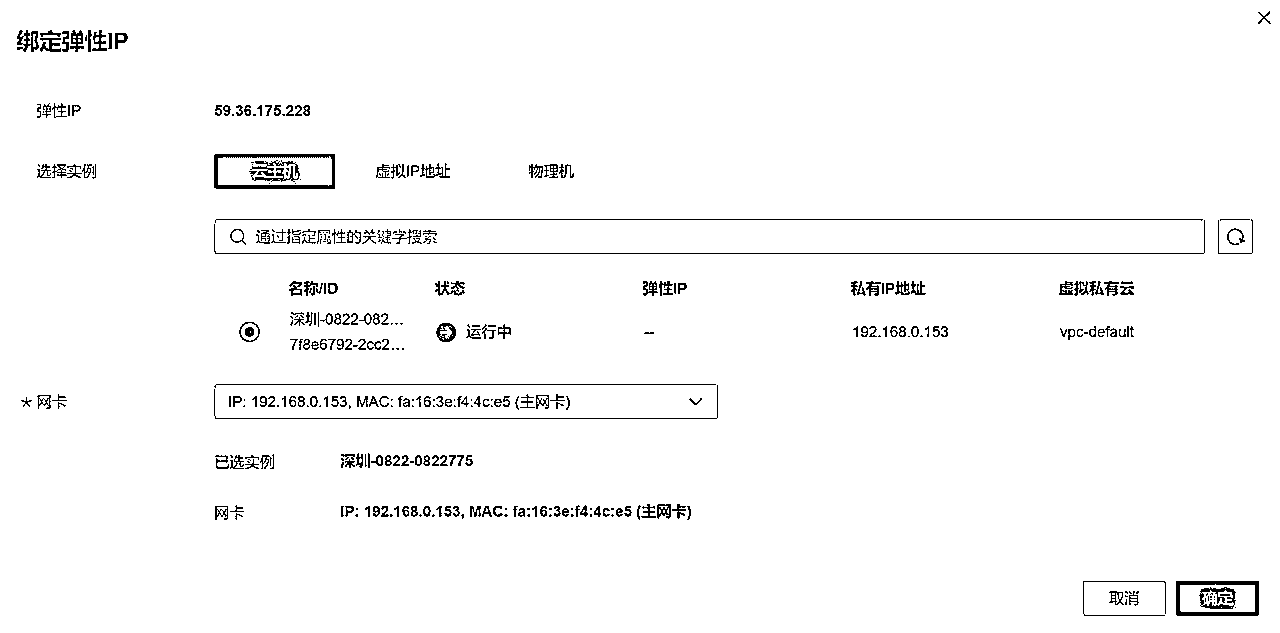 绑定弹性IP
弹性IP 59.36.175.228
选择实例 云主机 虚拟IP地址 物理机
通过指定属性的关键字搜索
名称/ID 状态 弹性IP 私有IP地址 虚拟私有云
深圳-0822-082...
7f8e6792-2cc2... 运行中 -- 192.168.0.153 vpc-default
★ 网卡 IP: 192.168.0.153, MAC: fa:16:3e:f4:4c:e5 (主网卡)
已选实例 深圳-0822-0822775
网卡 IP: 192.168.0.153, MAC: fa:16:3e:f4:4c:e5 (主网卡)
取消 确定